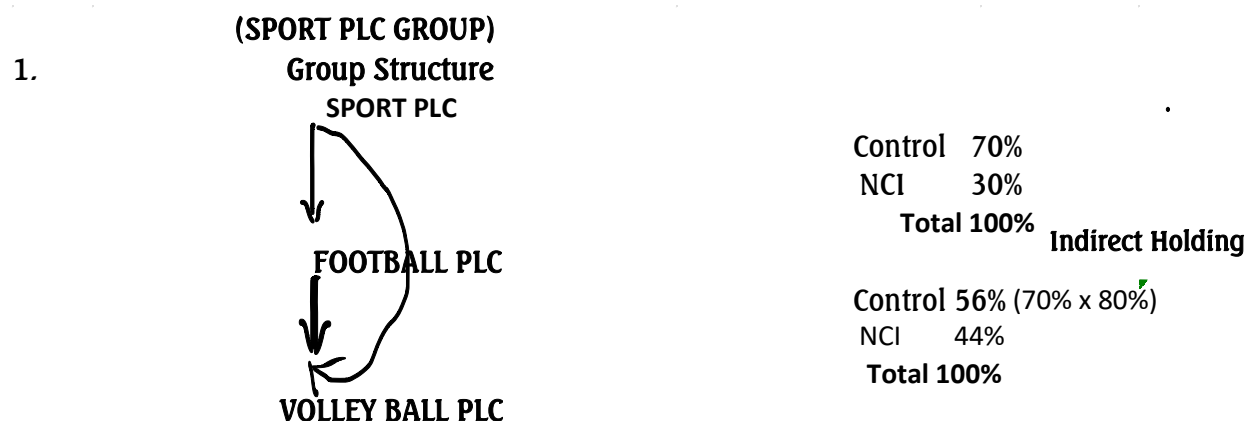 (SPORT PLC GROUP)
1. Group Structure
SPORT PLC
Control 70%
NCI 30%
Total 100%
Indirect Holding
FOOTBALL PLC
Control 56% (70% x 80%)
NCI 44%
Total 100%
VOLLEY BALL PLC